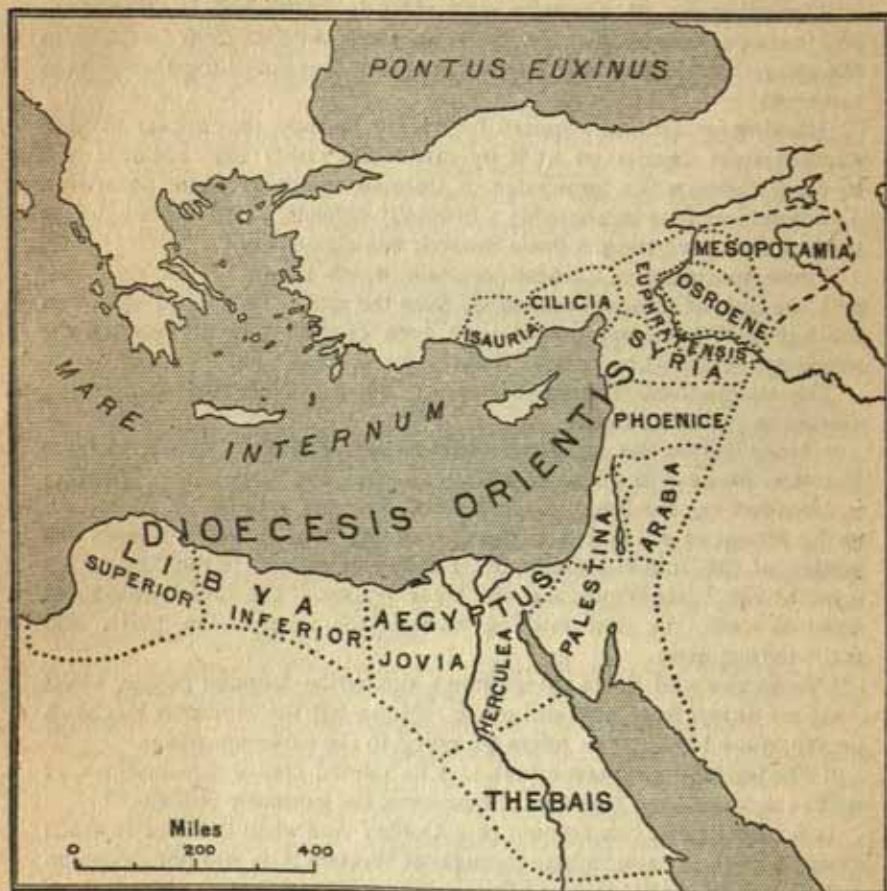 PONTUS EUXINUS
MESOPOTAMIA
OSROENE
EUPHRATENSIS
CILICIA
ISAURIA
SYRIA
MARE
INTERNUM
PHOENICE
DIOECESIS ORIENTIS
ARABIA
PALESTINA
LIBYA
SUPERIOR
INFERIOR
AEGYPTUS
JOVIA
HERCULEA
THEBAIS
Miles
0 200 400